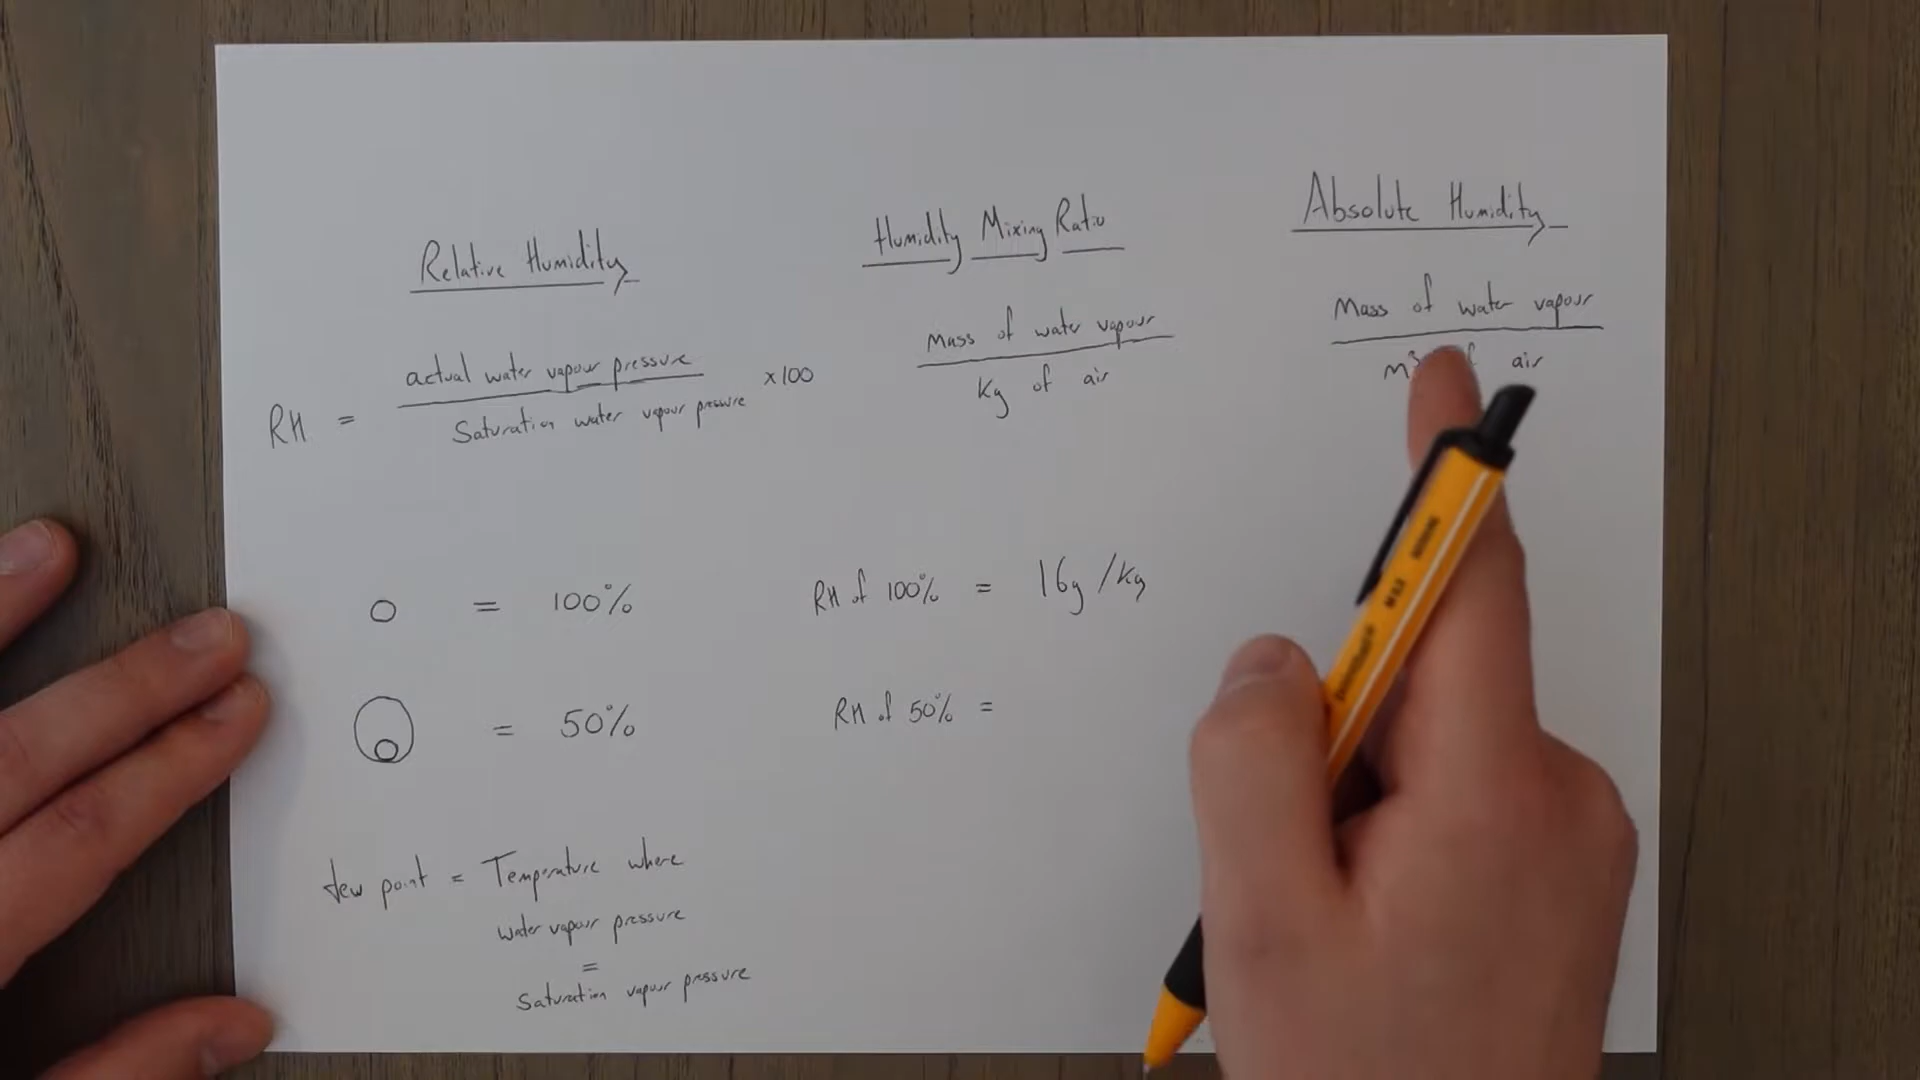 Relative Humidity
RH = actual water vapour pressure
Saturation water vapour pressure
x100
O = 100%
= 50%
dew point = Temperature where
water vapour pressure
=
Saturation vapour pressure
Humidity Mixing Ratio
Mass of water vapour
Kg of air
RH of 100% = 16g/Kg
RH of 50% =
Absolute Humidity
Mass of water vapour
m³ air